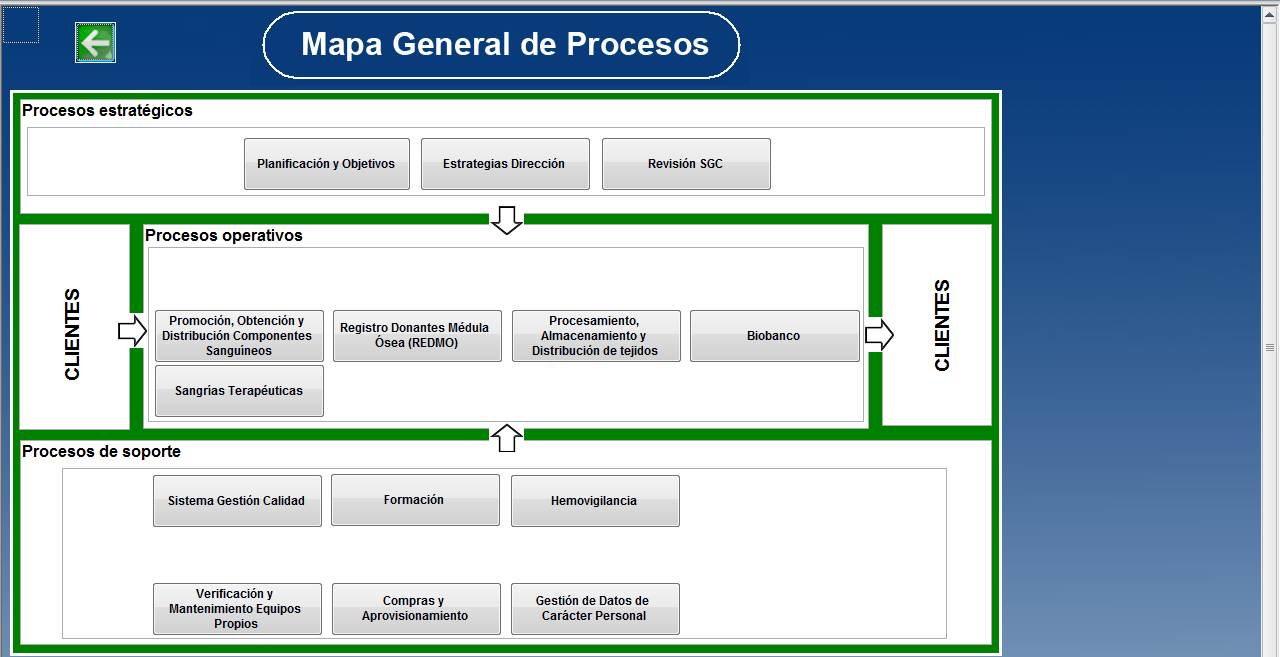 Mapa General de Procesos
Procesos estratégicos
Planificación y Objetivos
Estrategias Dirección
Revisión SGC
CLIENTES
Procesos operativos
Promoción, Obtención y
Distribución Componentes
Sanguineos
Registro Donantes Médula
Ósea (REDMO)
Procesamiento,
Almacenamiento y
Distribución de tejidos
Biobanco
Sangrias Terapéuticas
CLIENTES
Procesos de soporte
Sistema Gestión Calidad
Formación
Hemovigilancia
Verificación y
Mantenimiento Equipos
Propios
Compras y
Aprovisionamiento
Gestión de Datos de
Carácter Personal